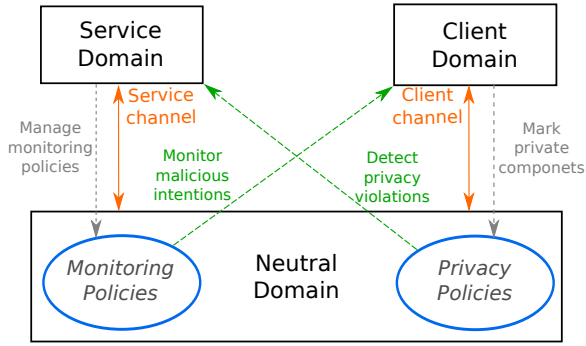 Service
Domain
Client
Domain
Service
channel
Client
channel
Manage
monitoring
policies
Monitor
malicious
intentions
Detect
privacy
violations
Mark
private
componets
Monitoring
Policies
Neutral
Domain
Privacy
Policies